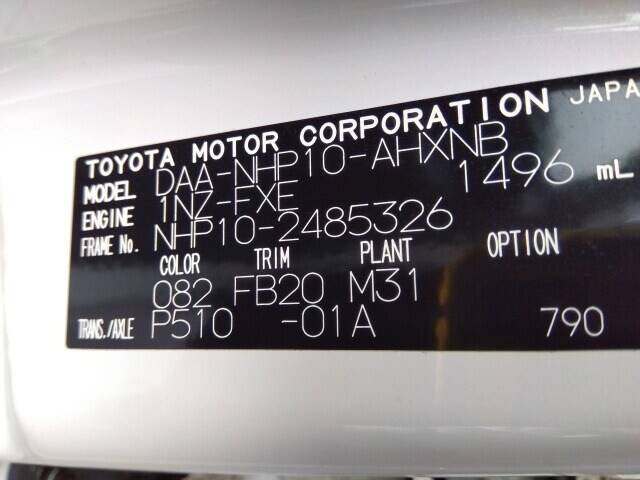 TOYOTA MOTOR CORPORATION JAPA
MODEL DAA-NHP10-AHXNB
ENGINE 1NZ-FXE 1496 mL
FRAME No. NHP10-2485326
COLOR TRIM PLANT OPTION
082 FB20 M31
TRANS./AXLE P510 -01A 790